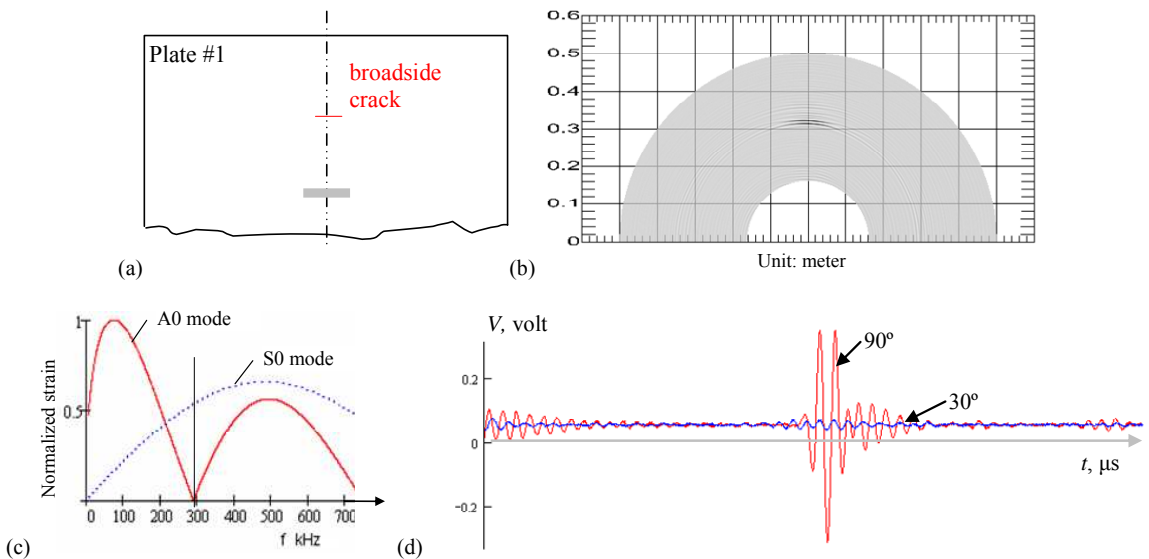 Plate #1
broadside
crack
(a)
0.6
0.5
0.4
0.3
0.2
0.1
0
Unit: meter
(b)
A0 mode
S0 mode
1
0.5
Normalized strain
0 100 200 300 400 500 600 700
f kHz
(c)
V, volt
90º
30º
0.2
0
−0.2
t, μs
(d)